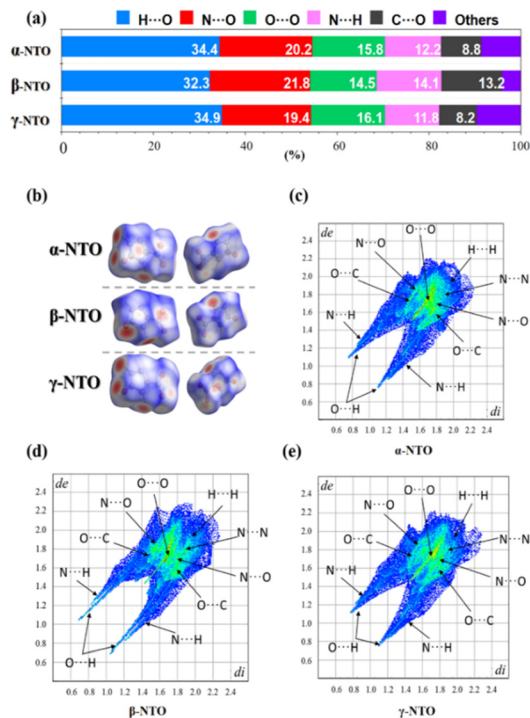 (a)
H···O N···O O···O N···H C···O Others
α-NTO 34.4 20.2 15.8 12.2 8.8
β-NTO 32.3 21.8 14.5 14.1 13.2
γ-NTO 34.9 19.4 16.1 11.8 8.2
0 20 40 60 80 100
(%)
(b)
α-NTO
β-NTO
γ-NTO
(c)
de
2.6
2.4
2.2
2.0
1.8
1.6
1.4
1.2
1.0
0.8
0.6
O···O
N···O
H···H
O···C
N···N
N···H
N···O
O···C
N···H
O···H
di
0.6 0.8 1.0 1.2 1.4 1.6 1.8 2.0 2.2 2.4
α-NTO
(d)
de
2.4
2.2
2.0
1.8
1.6
1.4
1.2
1.0
0.8
0.6
O···O
N···O
H···H
O···C
N···N
N···H
N···O
O···C
N···H
O···H
di
0.6 0.8 1.0 1.2 1.4 1.6 1.8 2.0 2.2 2.4
β-NTO
(e)
de
2.4
2.2
2.0
1.8
1.6
1.4
1.2
1.0
0.8
0.6
O···O
N···O
H···H
O···C
N···N
N···H
N···O
O···C
N···H
O···H
di
0.6 0.8 1.0 1.2 1.4 1.6 1.8 2.0 2.2 2.4
γ-NTO